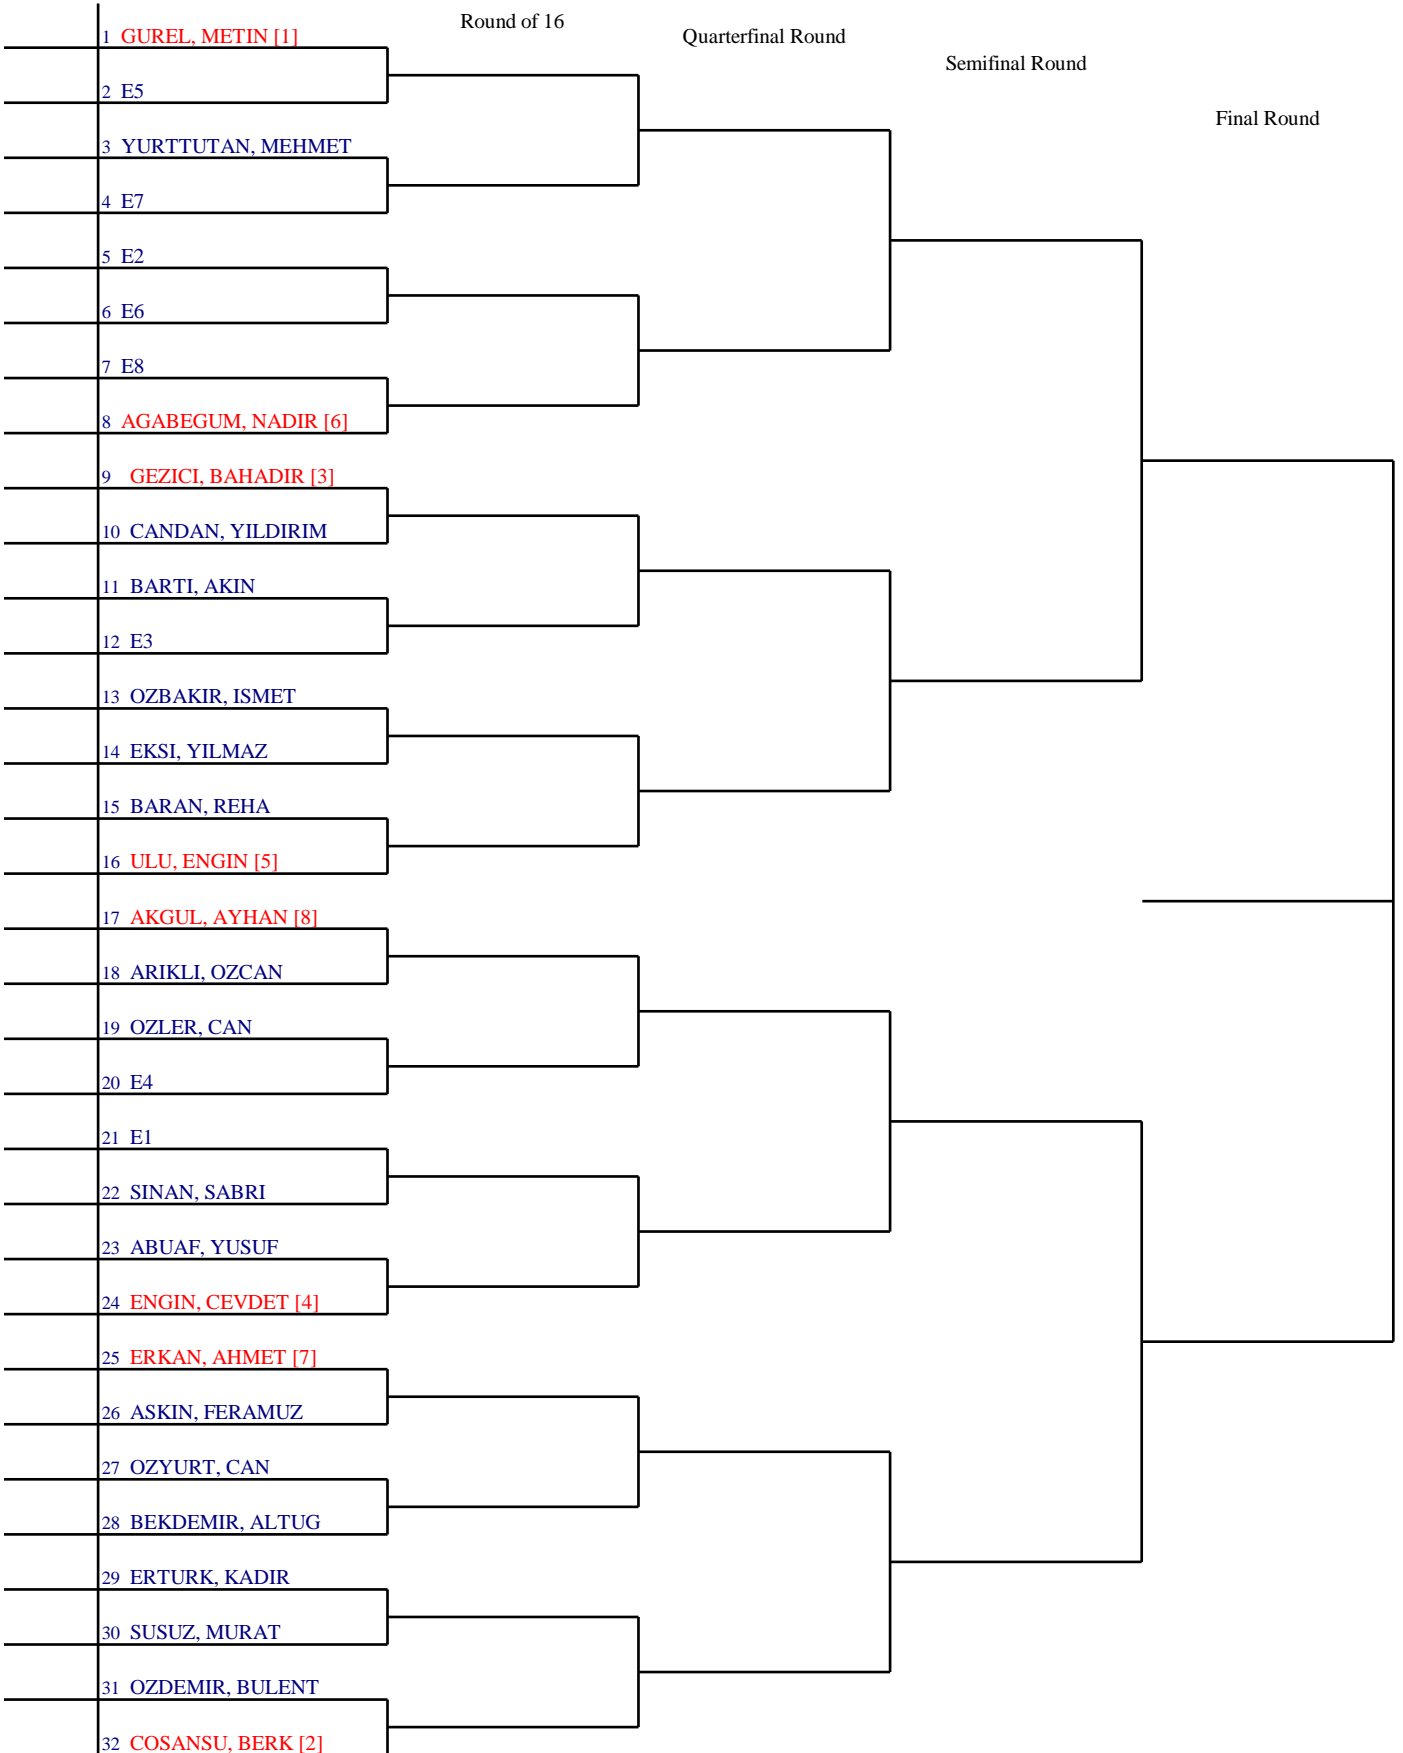 Round of 16
Quarterfinal Round
Semifinal Round
Final Round
1 GUREL, METIN [1]
2 E5
3 YURTTUTAN, MEHMET
4 E7
5 E2
6 E6
7 E8
8 AGABEGUM, NADIR [6]
9 GEZICI, BAHADIR [3]
10 CANDAN, YILDIRIM
11 BARTI, AKIN
12 E3
13 OZBAKIR, ISMET
14 EKSI, YILMAZ
15 BARAN, REHA
16 ULU, ENGIN [5]
17 AKGUL, AYHAN [8]
18 ARIKLI, OZCAN
19 OZLER, CAN
20 E4
21 E1
22 SINAN, SABRI
23 ABUAF, YUSUF
24 ENGIN, CEVDET [4]
25 ERKAN, AHMET [7]
26 ASKIN, FERAMUZ
27 OZYURT, CAN
28 BEKDEMIR, ALTUG
29 ERTURK, KADIR
30 SUSUZ, MURAT
31 OZDEMIR, BULENT
32 COSANSU, BERK [2]